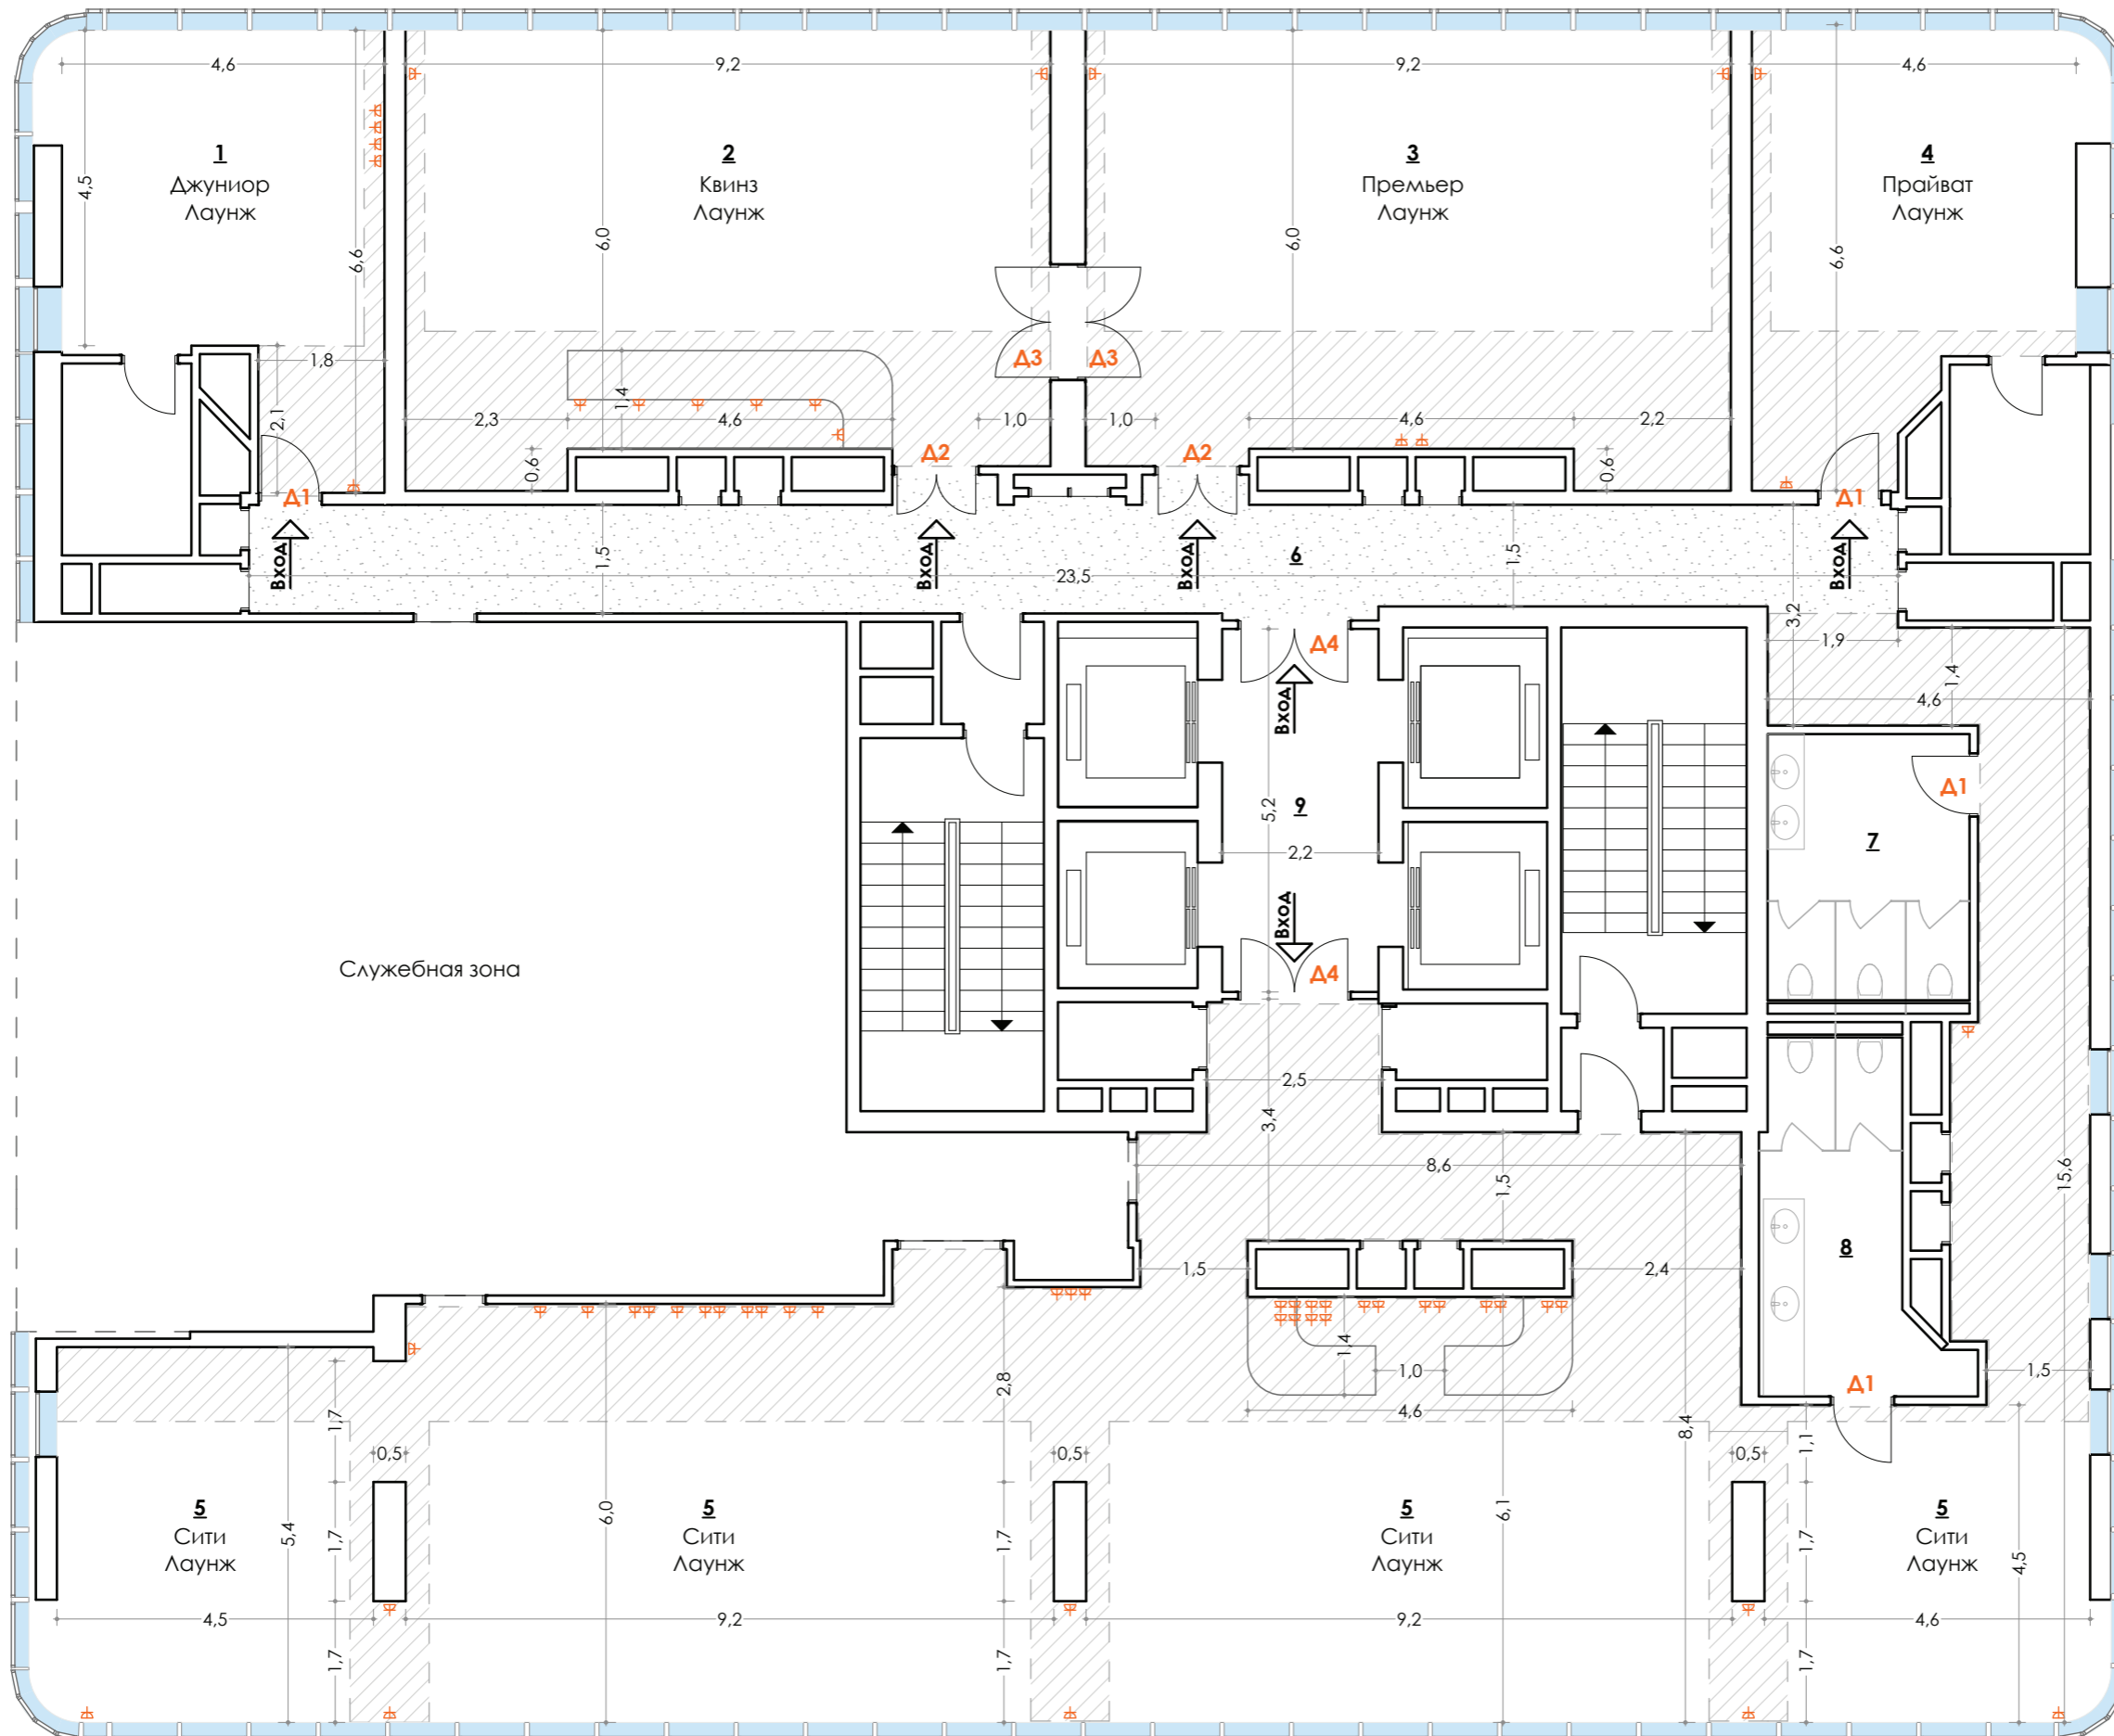 4,6
9,2
9,2
4,6
1
Джуниор
Лаунж
2
Квинз
Лаунж
3
Премьер
Лаунж
4
Прайват
Лаунж
4,5
6,6
6,0
6,0
6,6
1,8
Д3
Д3
2,1
2,3
1,4
4,6
1,0
1,0
4,6
2,2
0,6
Д2
Д2
0,6
Д1
Д1
Вход
1,5
Вход
Вход
6
1,5
Вход
23,5
3,2
1,9
Д4
1,4
4,6
Вход
Д1
5,2
9
7
2,2
Вход
Служебная зона
Д4
2,5
3,4
8,6
1,5
15,6
8
1,5
2,4
1,4
1,0
2,8
Д1
1,5
4,6
1,7
8,4
1,1
0,5
0,5
0,5
5
Сити
Лаунж
5
Сити
Лаунж
5
Сити
Лаунж
5
Сити
Лаунж
5,4
1,7
6,0
1,7
6,1
1,7
4,5
4,5
9,2
9,2
4,6
1,7
1,7
1,7